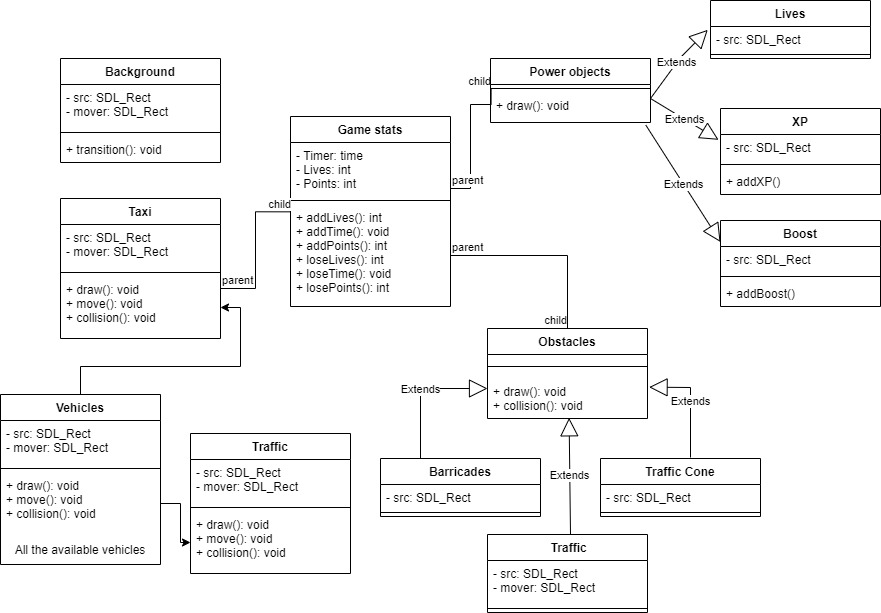 Background
- src: SDL_Rect
- mover: SDL_Rect
+ transition(): void
Taxi
- src: SDL_Rect
- mover: SDL_Rect
+ draw(): void
+ move(): void
+ collision(): void
parent
child
Game stats
- Timer: time
- Lives: int
- Points: int
+ addLives(): int
+ addTime(): void
+ addPoints(): int
+ loseLives(): int
+ loseTime(): void
+ losePoints(): int
parent
child
Power objects
+ draw(): void
Extends
Lives
- src: SDL_Rect
Extends
XP
- src: SDL_Rect
+ addXP()
Extends
Boost
- src: SDL_Rect
+ addBoost()
parent
child
Obstacles
+ draw(): void
+ collision(): void
Extends
Extends
Extends
Barricades
- src: SDL_Rect
Traffic Cone
- src: SDL_Rect
Traffic
- src: SDL_Rect
- mover: SDL_Rect
Vehicles
- src: SDL_Rect
- mover: SDL_Rect
+ draw(): void
+ move(): void
+ collision(): void
All the available vehicles
Traffic
- src: SDL_Rect
- mover: SDL_Rect
+ draw(): void
+ move(): void
+ collision(): void